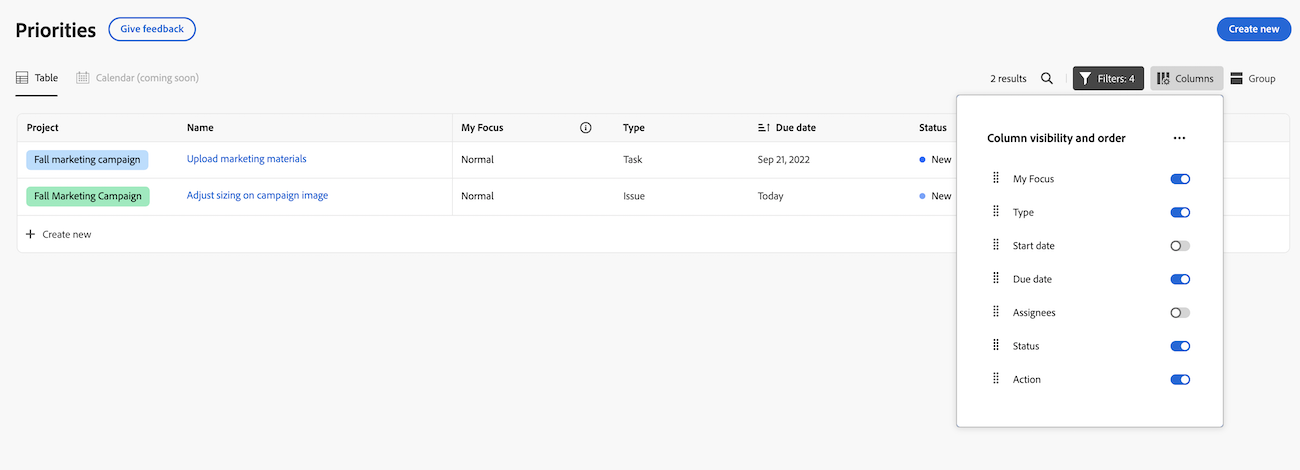 Priorities Give feedback Create new
Table Calendar (coming soon) 2 results Filters: 4 Columns Group
Project Name My Focus Type Due date Status
Fall marketing campaign Upload marketing materials Normal Task Sep 21, 2022 New
Fall Marketing Campaign Adjust sizing on campaign image Normal Issue Today New
Create new
Column visibility and order
My Focus
Type
Start date
Due date
Assignees
Status
Action